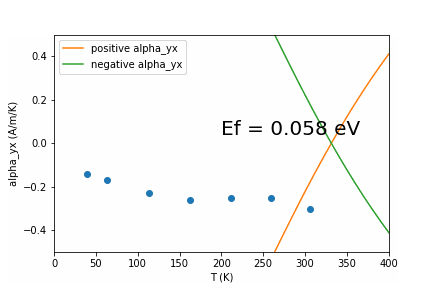 positive alpha_yx
negative alpha_yx
Ef = 0.058 eV
alpha_yx (A/m/K)
0.4
0.2
0.0
−0.2
−0.4
0 50 100 150 200 250 300 350 400
T (K)